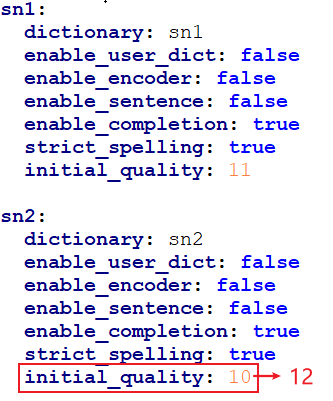 sn1:
dictionary: sn1
enable_user_dict: false
enable_encoder: false
enable_sentence: false
enable_completion: true
strict_spelling: true
initial_quality: 11
sn2:
dictionary: sn2
enable_user_dict: false
enable_encoder: false
enable_sentence: false
enable_completion: true
strict_spelling: true
initial_quality: 10 → 12